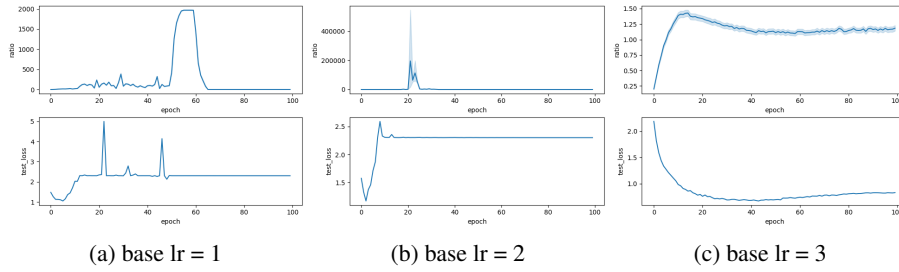 2000
1500
1000
500
0
ratio
0 20 40 60 80 100
epoch
5
4
3
2
1
test_loss
0 20 40 60 80 100
epoch
(a) base lr = 1
400000
200000
0
ratio
0 20 40 60 80 100
epoch
2.5
2.0
1.5
test_loss
0 20 40 60 80 100
epoch
(b) base lr = 2
1.50
1.25
1.00
0.75
0.50
0.25
ratio
0 20 40 60 80 100
epoch
2.0
1.5
1.0
test_loss
0 20 40 60 80 100
epoch
(c) base lr = 3